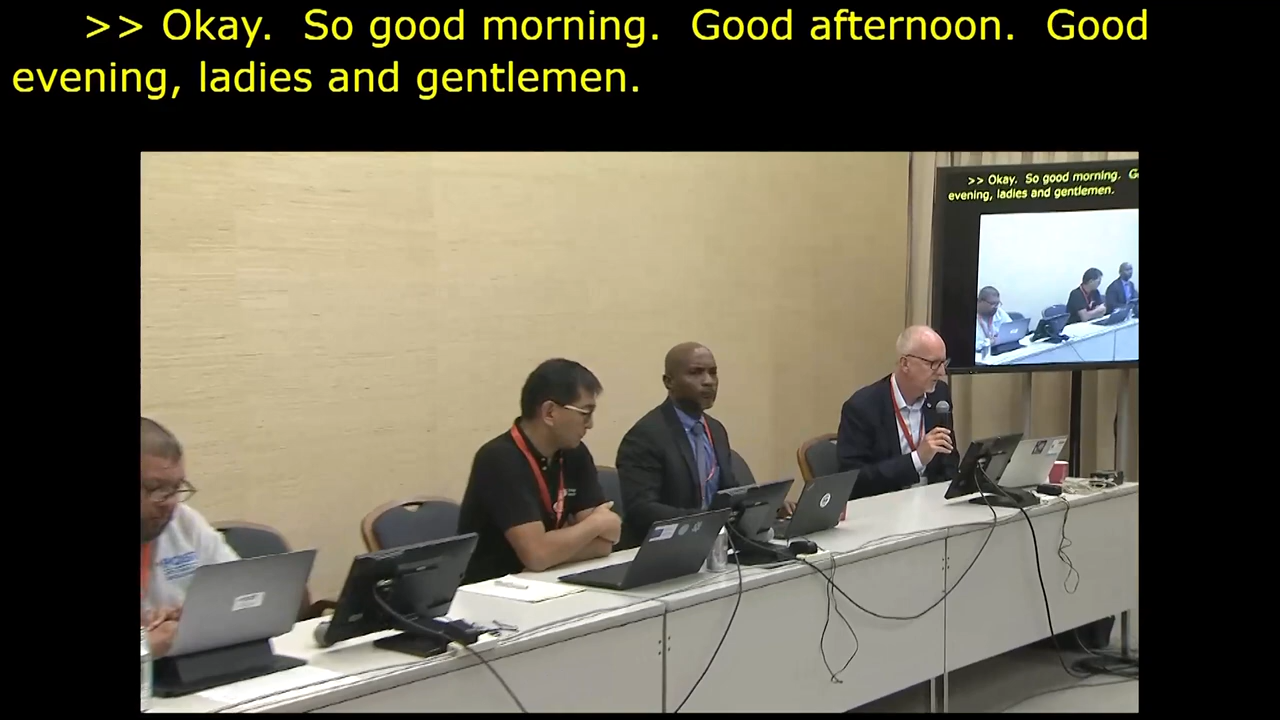 >> Okay.  So good morning.  Good afternoon.  Good
evening, ladies and gentlemen.
>> Okay.  So good morning.
evening, ladies and gentlemen.